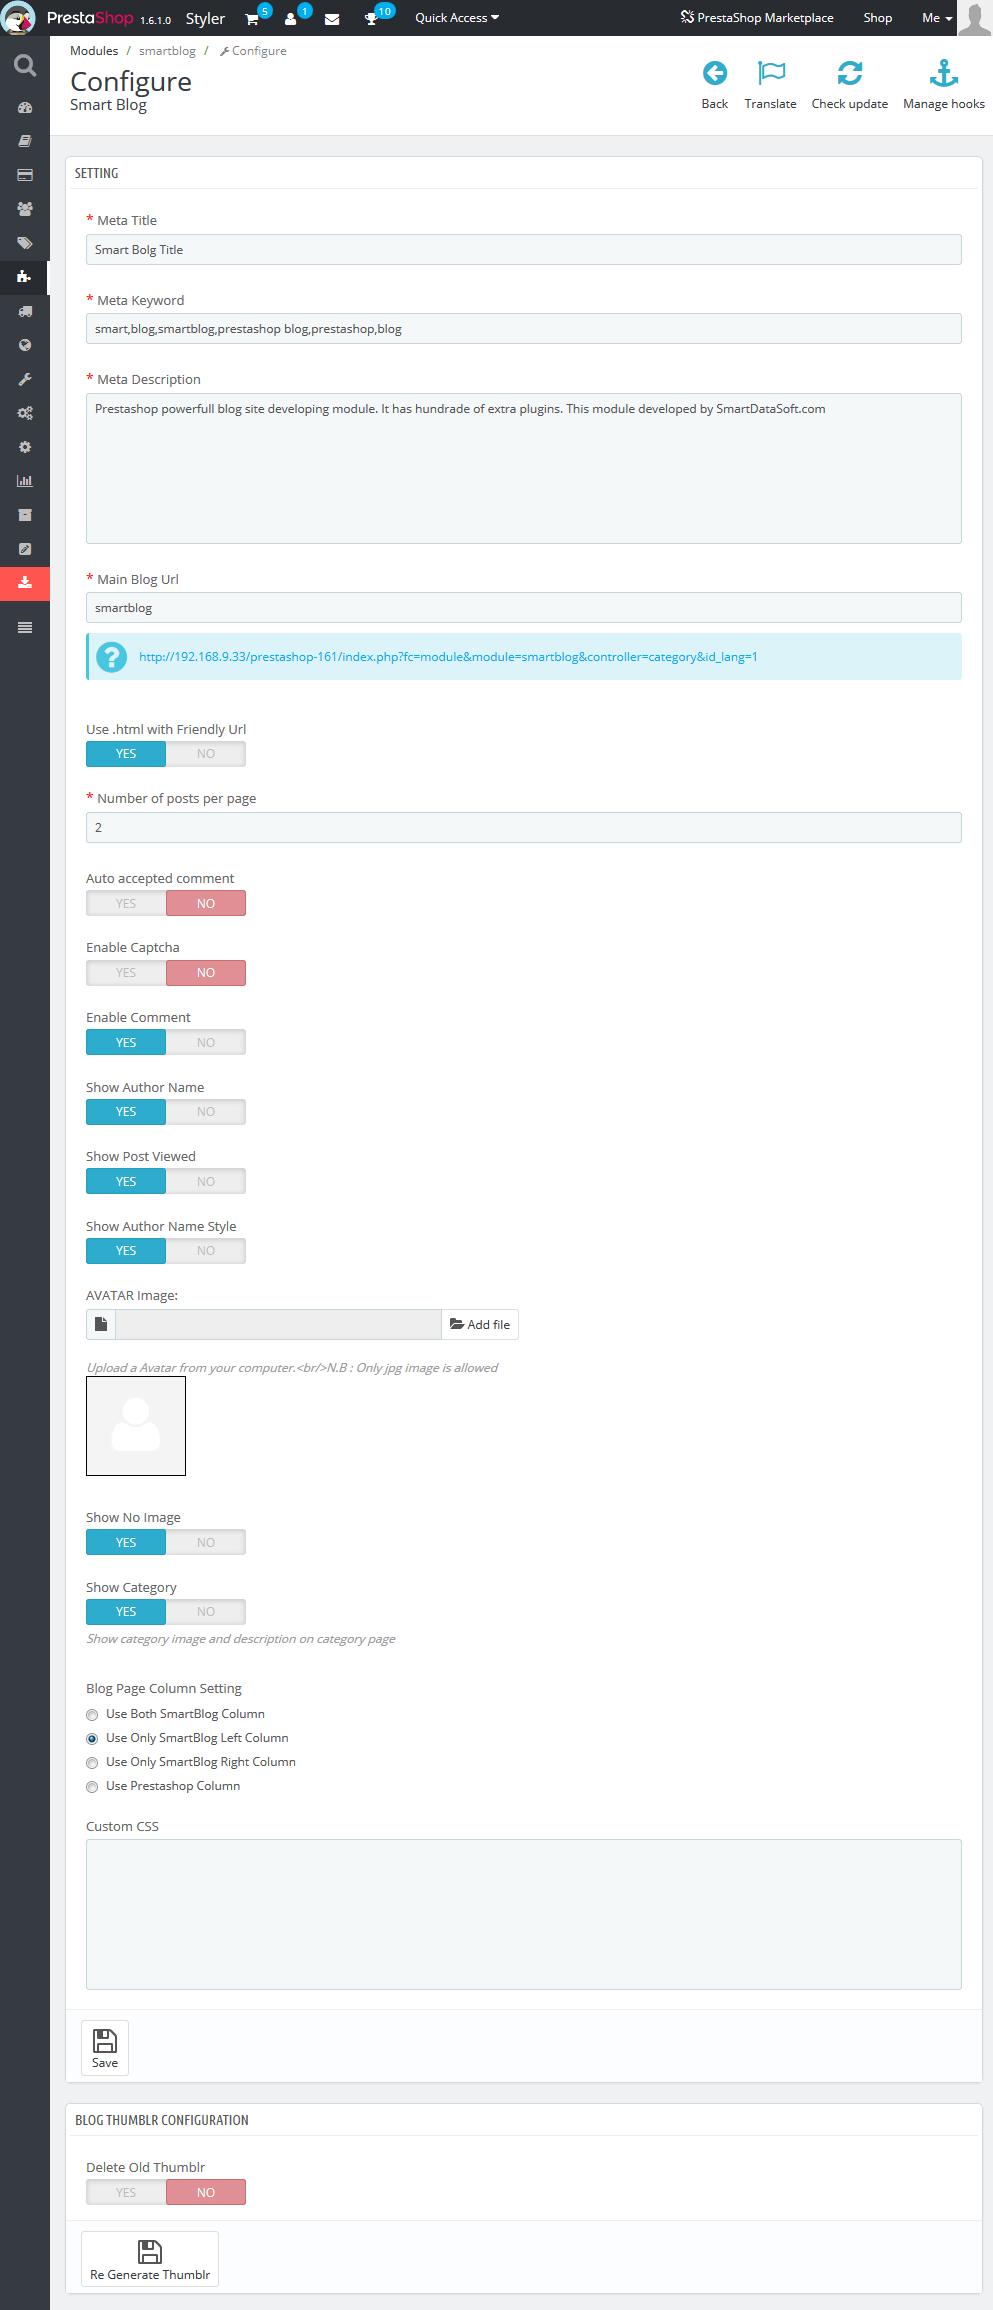 PrestaShop 1.6.1.0 Styler 5 1 10 Quick Access PrestaShop Marketplace Shop Me
Modules / smartblog / Configure
Configure
Smart Blog
Back Translate Check update Manage hooks
SETTING
* Meta Title
Smart Bolg Title
* Meta Keyword
smart,blog,smartblog,prestashop blog,prestashop,blog
* Meta Description
Prestashop powerfull blog site developing module. It has hundrade of extra plugins. This module developed by SmartDataSoft.com
* Main Blog Url
smartblog
? http://192.168.9.33/prestashop-161/index.php?fc=module&module=smartblog&controller=category&id_lang=1
Use .html with Friendly Url
YES NO
* Number of posts per page
2
Auto accepted comment
YES NO
Enable Captcha
YES NO
Enable Comment
YES NO
Show Author Name
YES NO
Show Post Viewed
YES NO
Show Author Name Style
YES NO
AVATAR Image:
Add file
Upload a Avatar from your computer.<br/>N.B : Only jpg image is allowed
Show No Image
YES NO
Show Category
YES NO
Show category image and description on category page
Blog Page Column Setting
Use Both SmartBlog Column
Use Only SmartBlog Left Column
Use Only SmartBlog Right Column
Use Prestashop Column
Custom CSS
Save
BLOG THUMBLR CONFIGURATION
Delete Old Thumblr
YES NO
Re Generate Thumblr